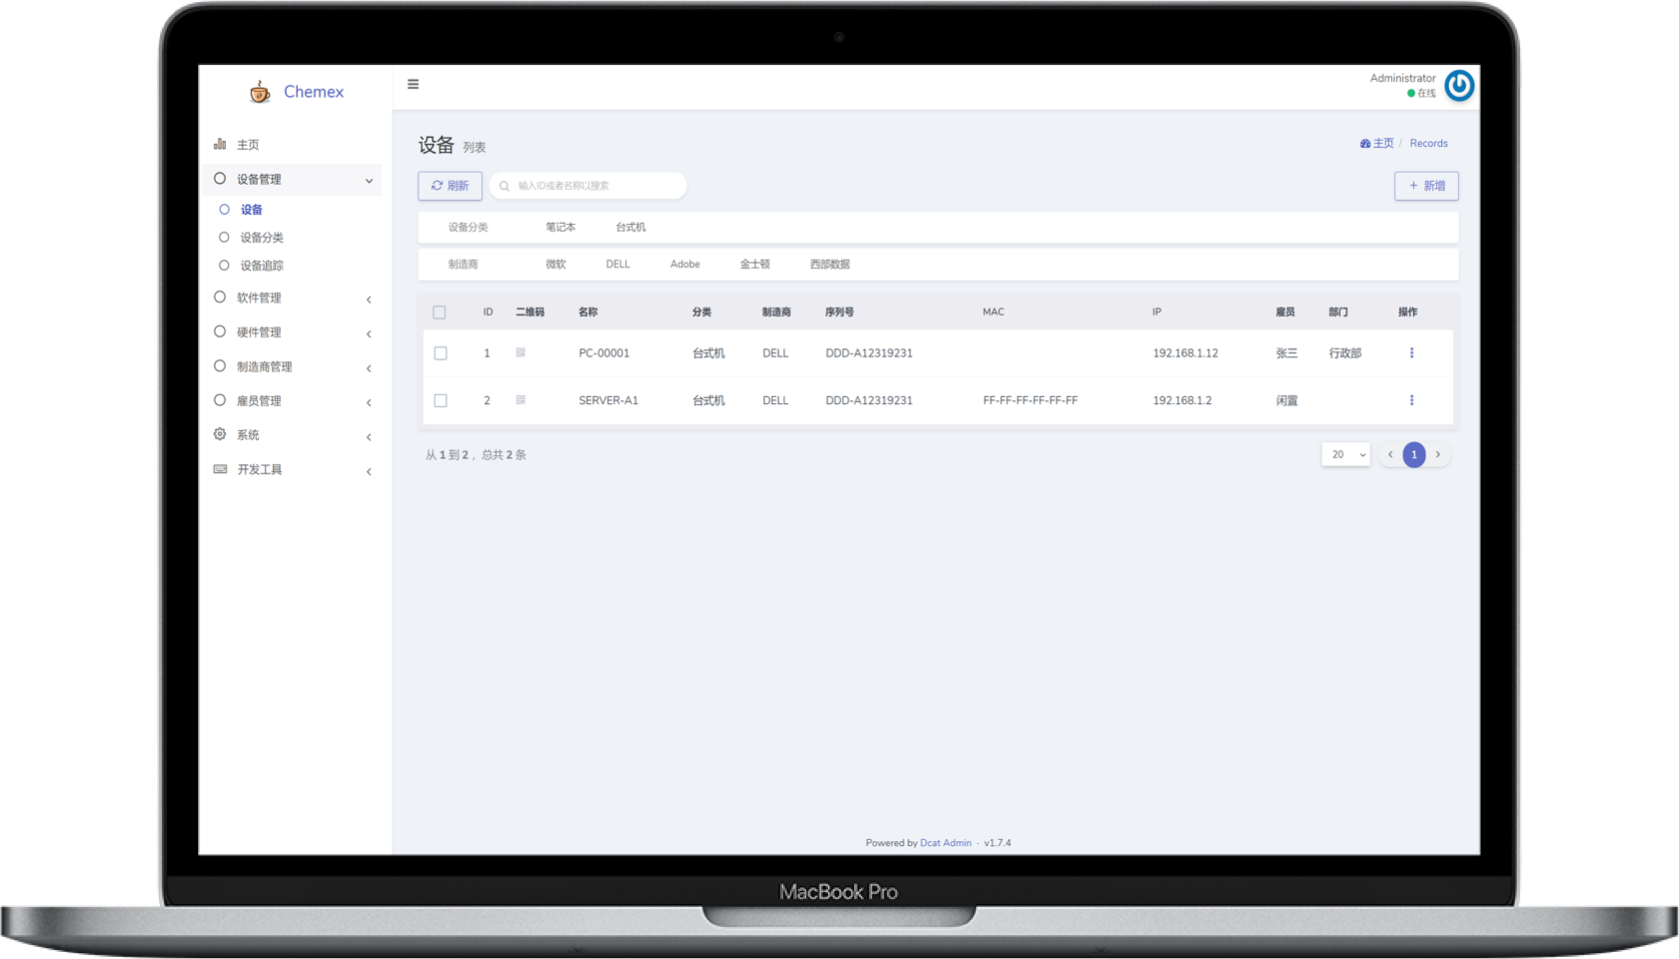 Chemex
Administrator
在线
主页
设备管理
设备
设备分类
设备追踪
软件管理
硬件管理
制造商管理
雇员管理
系统
开发工具
设备 列表
主页 / Records
刷新 输入ID或者名称以搜索 + 新增
设备分类 笔记本 台式机
制造商 微软 DELL Adobe 金士顿 西部数据
ID 二维码 名称 分类 制造商 序列号 MAC IP 雇员 部门 操作
1 PC-00001 台式机 DELL DDD-A12319231 192.168.1.12 张三 行政部
2 SERVER-A1 台式机 DELL DDD-A12319231 FF-FF-FF-FF-FF-FF 192.168.1.2 闲置
从 1 到 2 ，总共 2 条 20 1
Powered by Dcat Admin · v1.7.4
MacBook Pro